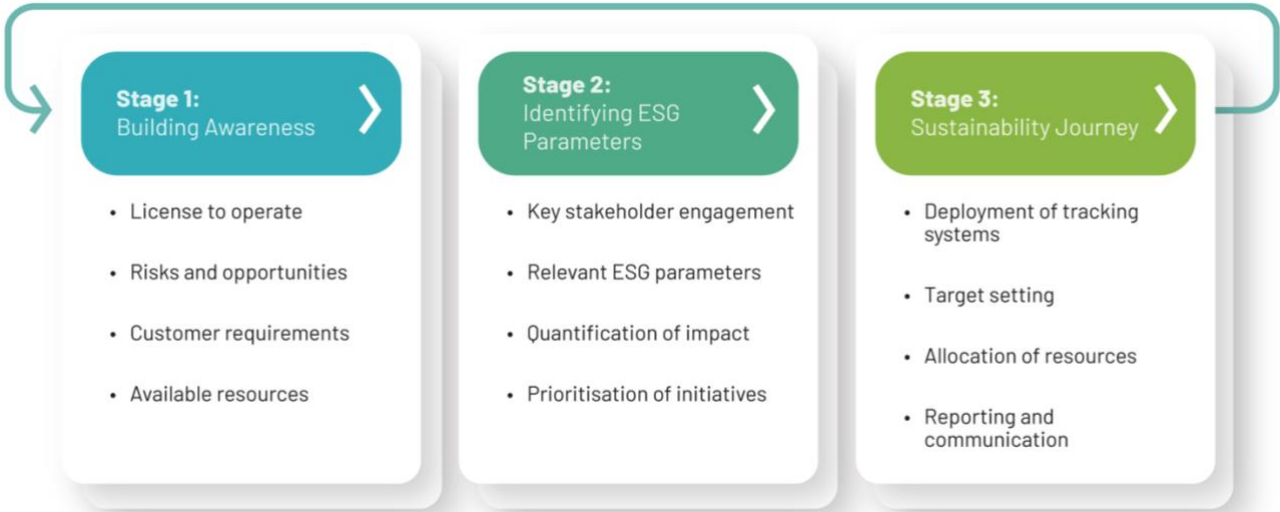 Stage 1:
Building Awareness
• License to operate
• Risks and opportunities
• Customer requirements
• Available resources
Stage 2:
Identifying ESG
Parameters
• Key stakeholder engagement
• Relevant ESG parameters
• Quantification of impact
• Prioritisation of initiatives
Stage 3:
Sustainability Journey
• Deployment of tracking
systems
• Target setting
• Allocation of resources
• Reporting and
communication